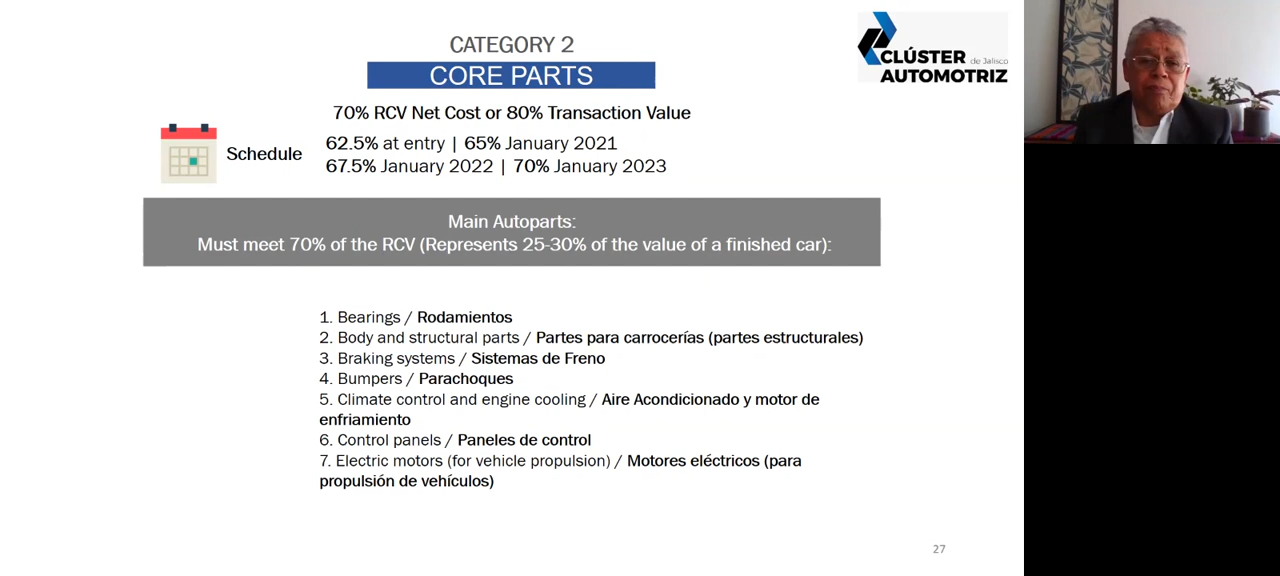 CATEGORY 2
CORE PARTS
CLÚSTER de Jalisco
AUTOMOTRIZ
70% RCV Net Cost or 80% Transaction Value
Schedule
62.5% at entry | 65% January 2021
67.5% January 2022 | 70% January 2023
Main Autoparts:
Must meet 70% of the RCV (Represents 25-30% of the value of a finished car):
1. Bearings / Rodamientos
2. Body and structural parts / Partes para carrocerías (partes estructurales)
3. Braking systems / Sistemas de Freno
4. Bumpers / Parachoques
5. Climate control and engine cooling / Aire Acondicionado y motor de
enfriamiento
6. Control panels / Paneles de control
7. Electric motors (for vehicle propulsion) / Motores eléctricos (para
propulsión de vehículos)
27